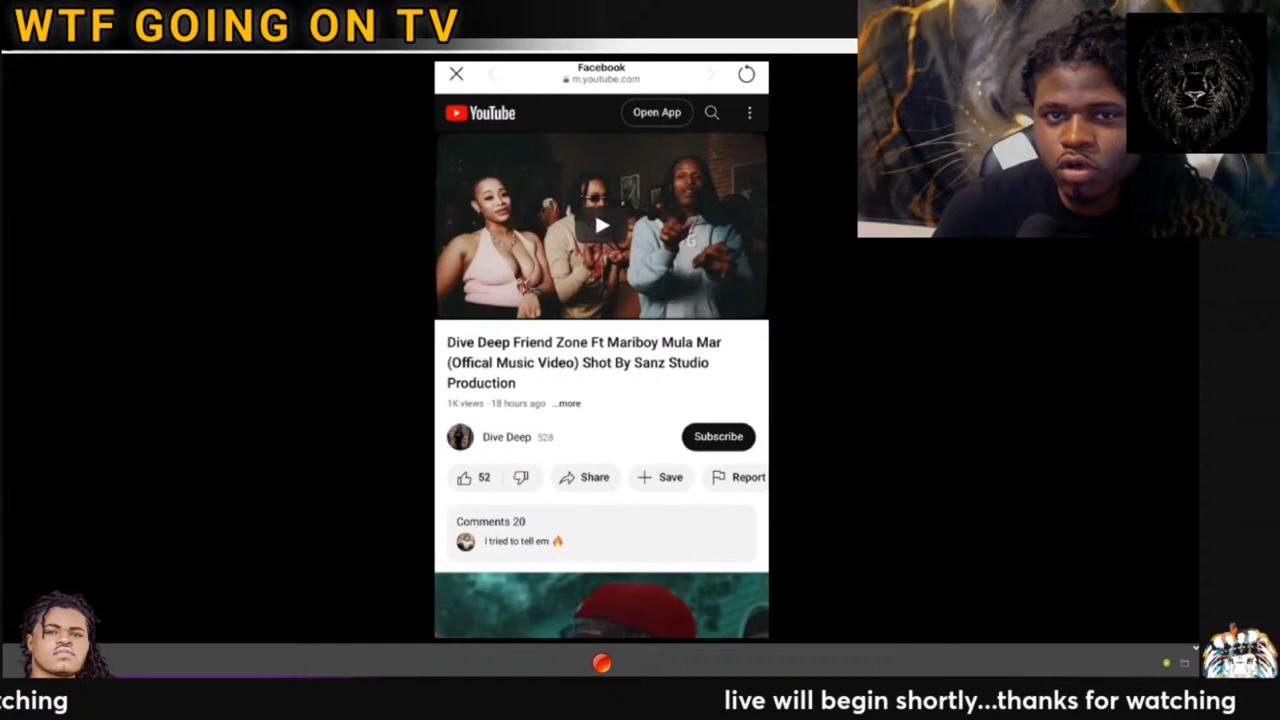 WTF GOING ON TV
Facebook
m.youtube.com
YouTube
Open App
Dive Deep Friend Zone Ft Mariboy Mula Mar
(Offical Music Video) Shot By Sanz Studio
Production
1K views · 18 hours ago ...more
Dive Deep 528
Subscribe
52
Share
Save
Report
Comments 20
I tried to tell em 🔥
tching
live will begin shortly...thanks for watching